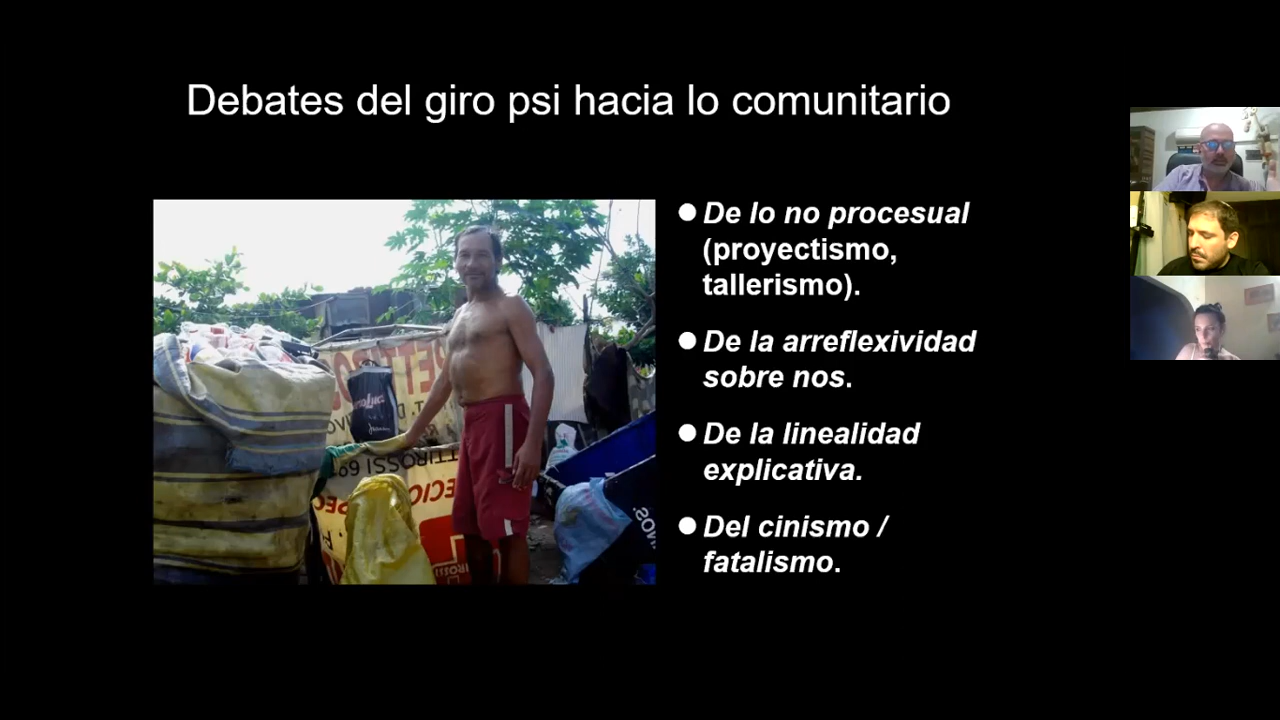 Debates del giro psi hacia lo comunitario
De lo no procesual
(proyectismo,
tallerismo).
De la arreflexividad
sobre nos.
De la linealidad
explicativa.
Del cinismo /
fatalismo.